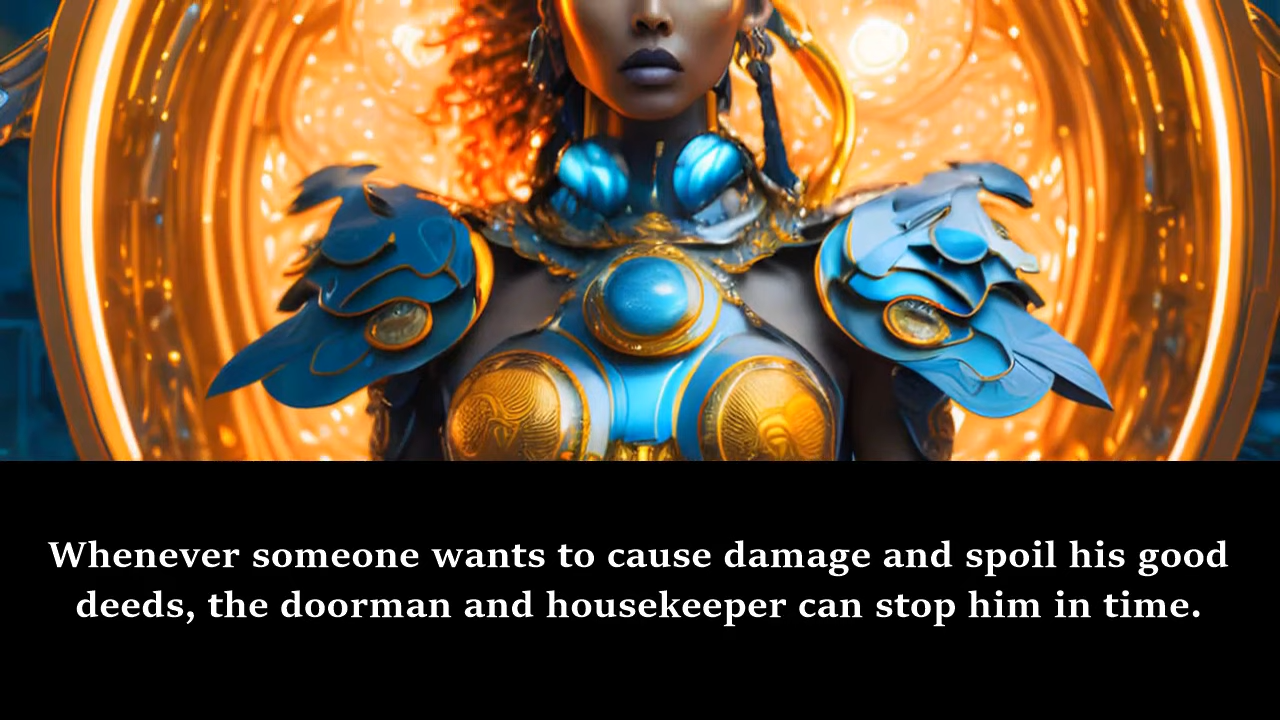 Whenever someone wants to cause damage and spoil his good
deeds, the doorman and housekeeper can stop him in time.